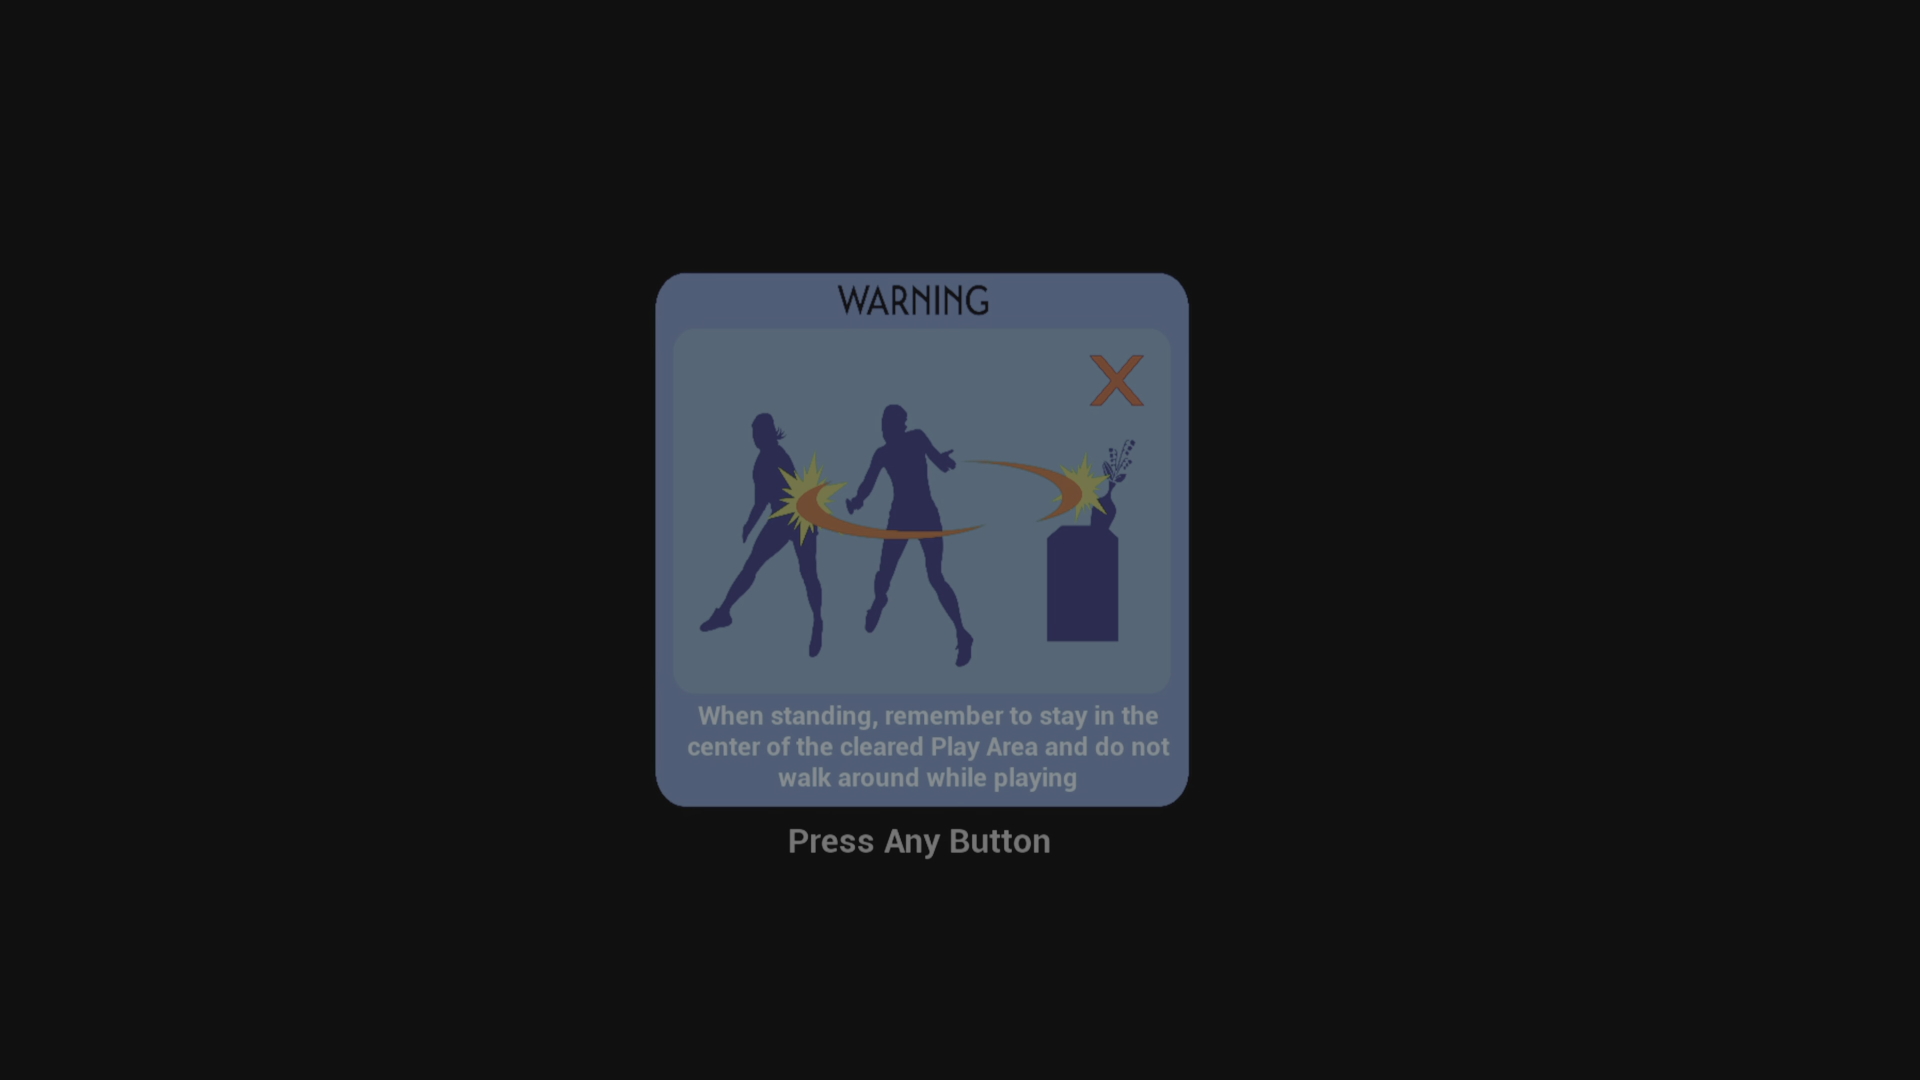 WARNING
When standing, remember to stay in the
center of the cleared Play Area and do not
walk around while playing
Press Any Button